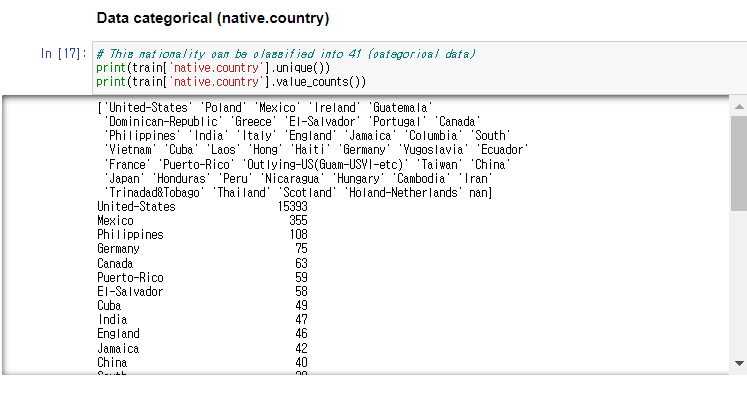 Data categorical (native.country)
In [17]: # This nationality can be classified into 41 (categorical data)
print(train['native.country'].unique())
print(train['native.country'].value_counts())
['United-States' 'Poland' 'Mexico' 'Ireland' 'Guatemala'
'Dominican-Republic' 'Greece' 'El-Salvador' 'Portugal' 'Canada'
'Philippines' 'India' 'Italy' 'England' 'Jamaica' 'Columbia' 'South'
'Vietnam' 'Cuba' 'Laos' 'Hong' 'Haiti' 'Germany' 'Yugoslavia' 'Ecuador'
'France' 'Puerto-Rico' 'Outlying-US(Guam-USVI-etc)' 'Taiwan' 'China'
'Japan' 'Honduras' 'Peru' 'Nicaragua' 'Hungary' 'Cambodia' 'Iran'
'Trinadad&Tobago' 'Thailand' 'Scotland' 'Holand-Netherlands' nan]
United-States 15393
Mexico 355
Philippines 108
Germany 75
Canada 63
Puerto-Rico 59
El-Salvador 58
Cuba 49
India 47
England 46
Jamaica 42
China 40